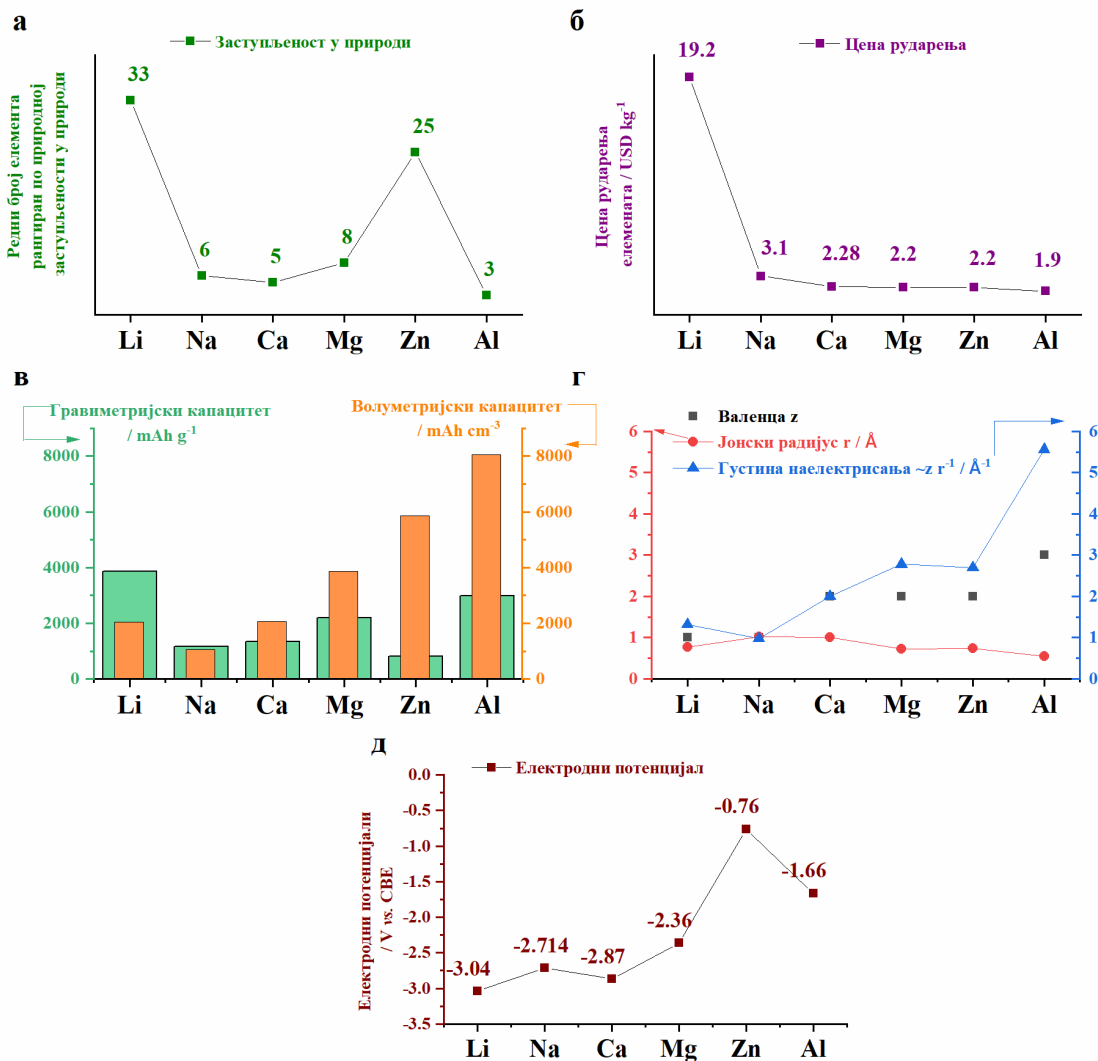 а
Заступљеност у природи
Редни број елемента
рангиран по природној
заступљености у природи
33
6
5
8
25
3
Li Na Ca Mg Zn Al
б
Цена рударења
Цена рударења
елемената / USD kg⁻¹
19.2
3.1
2.28
2.2
2.2
1.9
Li Na Ca Mg Zn Al
в
Гравиметријски капацитет
/ mAh g⁻¹
Волуметријски капацитет
/ mAh cm⁻³
8000
6000
4000
2000
0
8000
6000
4000
2000
0
Li Na Ca Mg Zn Al
г
Валенца z
Јонски радијус r / Å
Густина наелектрисања ~z r⁻¹ / Å⁻¹
6
5
4
3
2
1
0
6
5
4
3
2
1
0
Li Na Ca Mg Zn Al
д
Електродни потенцијал
Електродни потенцијали
/ V vs. СВЕ
0.0
-0.5
-1.0
-1.5
-2.0
-2.5
-3.0
-3.5
-3.04
-2.714
-2.87
-2.36
-0.76
-1.66
Li Na Ca Mg Zn Al